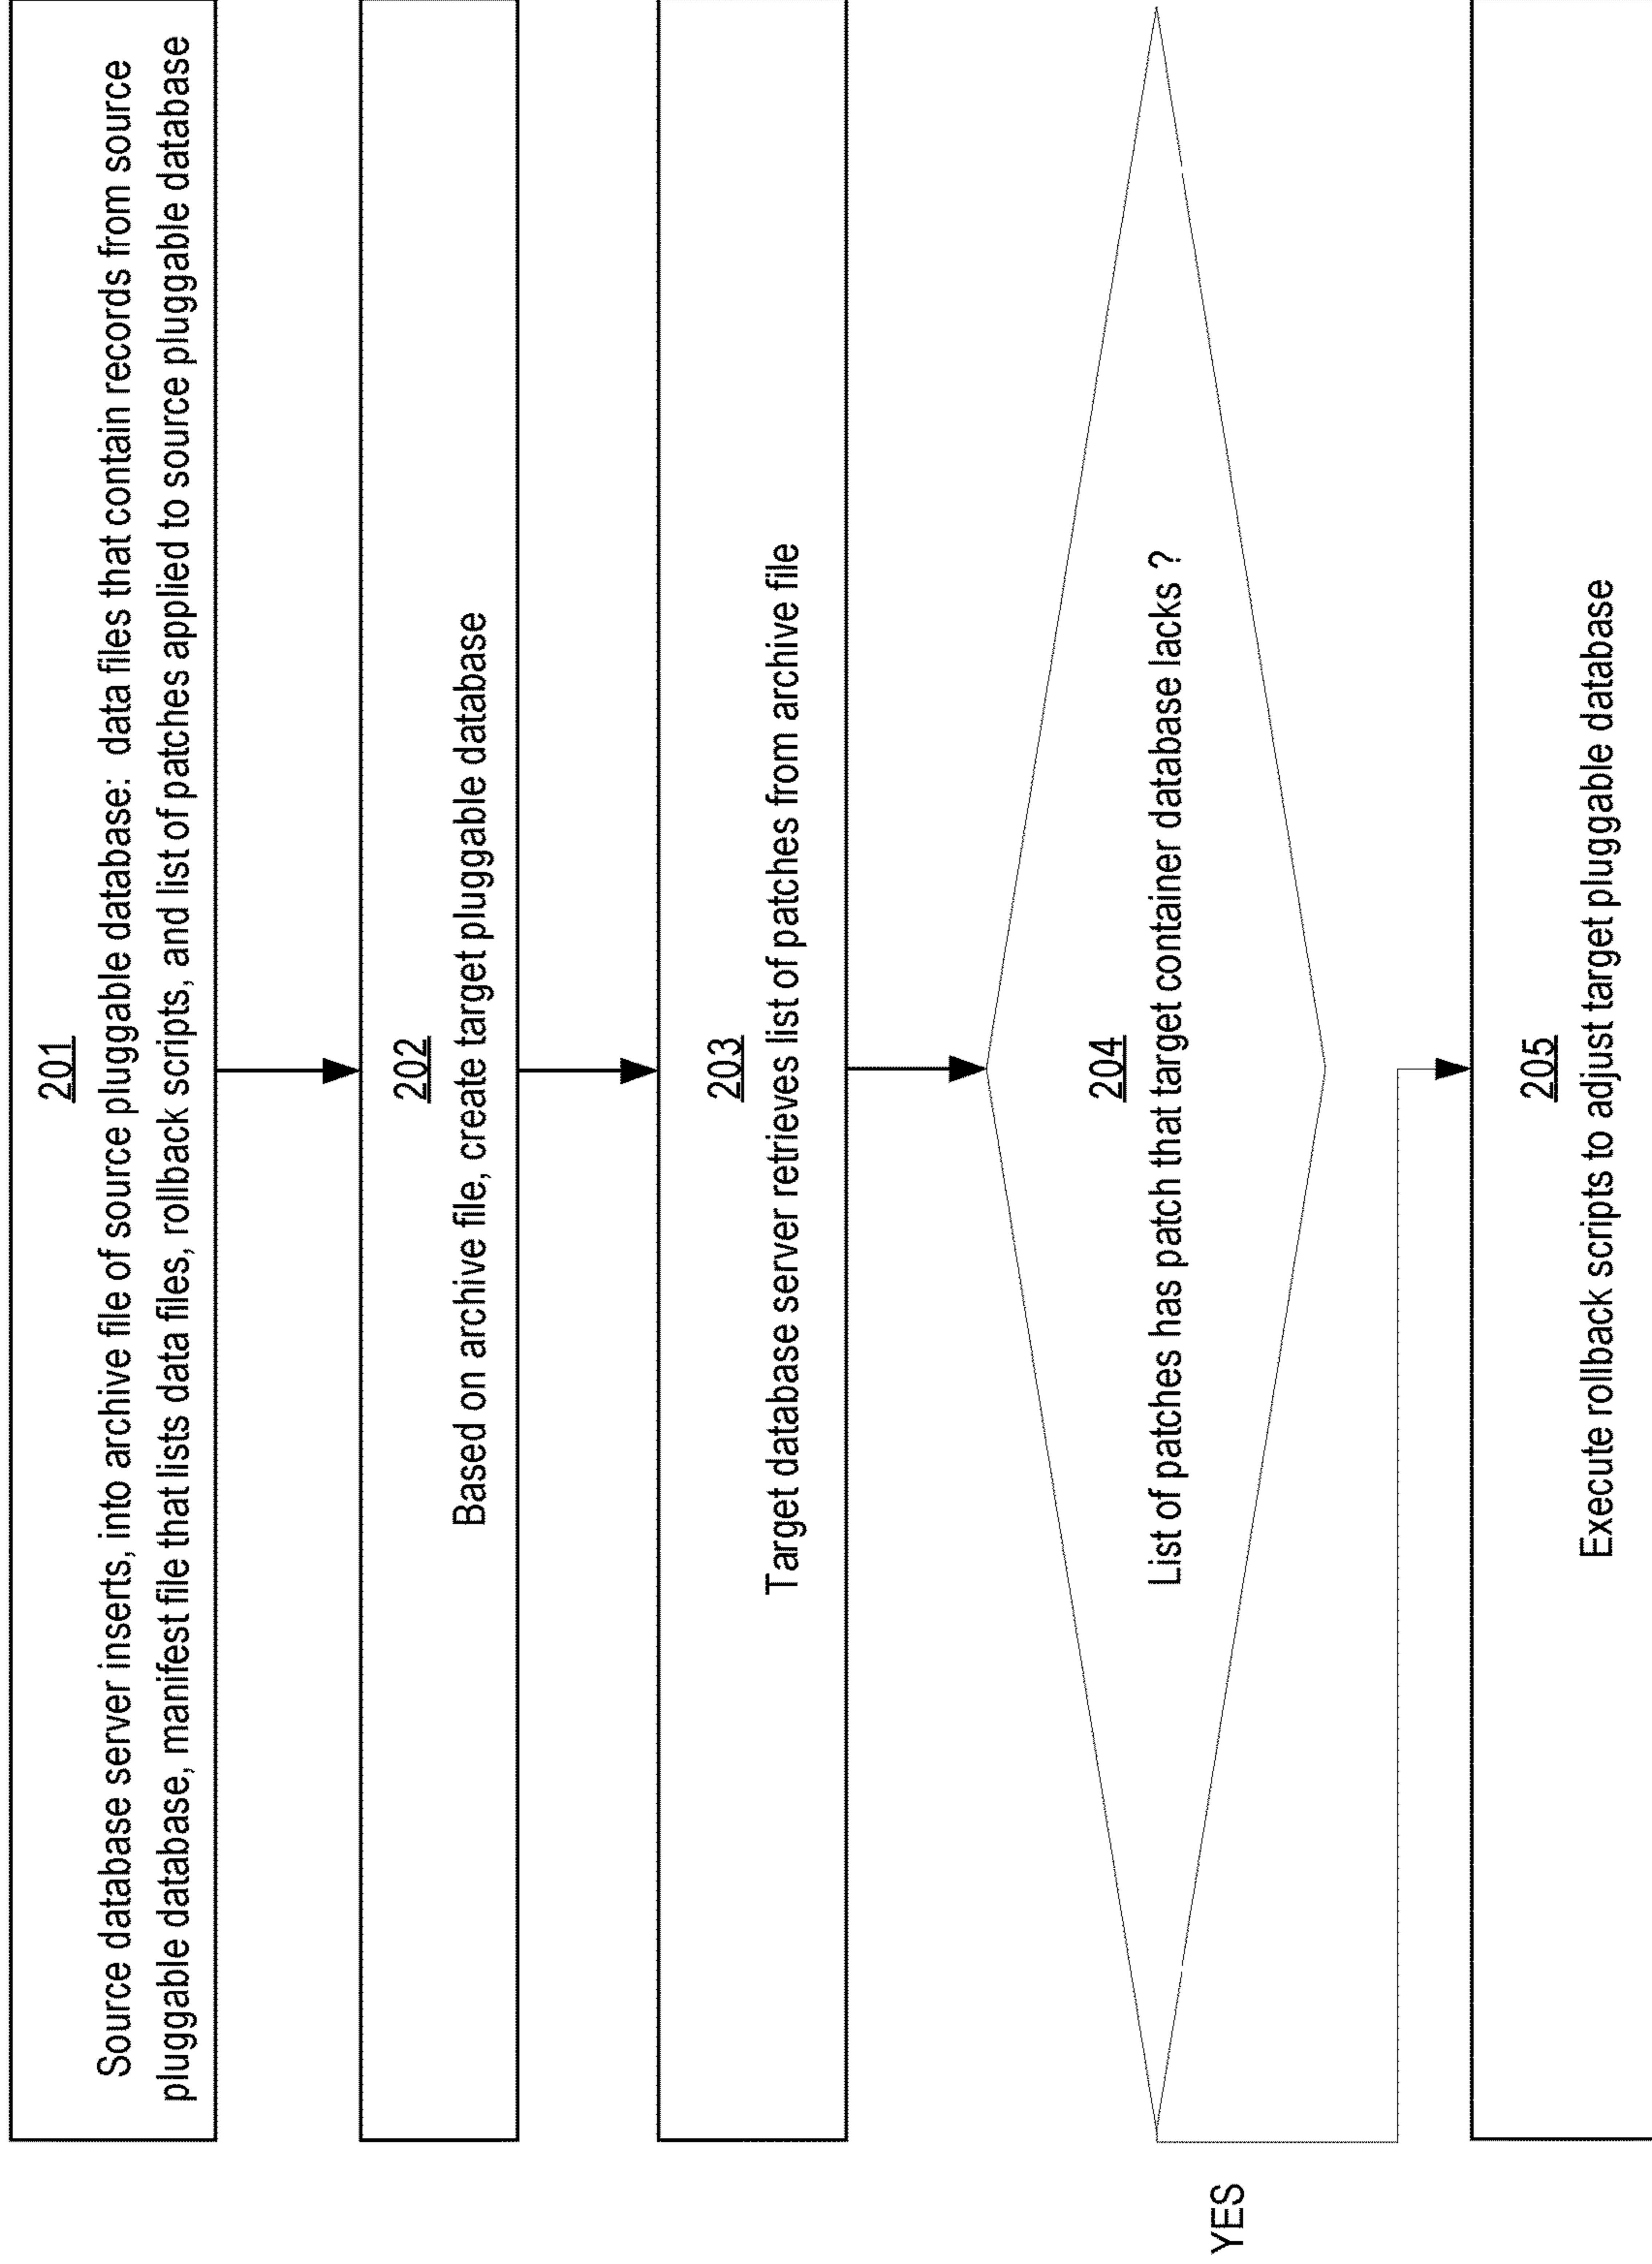 201
Source database server inserts, into archive file of source pluggable database: data files that contain records from source
pluggable database, manifest file that lists data files, rollback scripts, and list of patches applied to source pluggable database
202
Based on archive file, create target pluggable database
203
Target database server retrieves list of patches from archive file
204
List of patches has patch that target container database lacks ?
YES
205
Execute rollback scripts to adjust target pluggable database